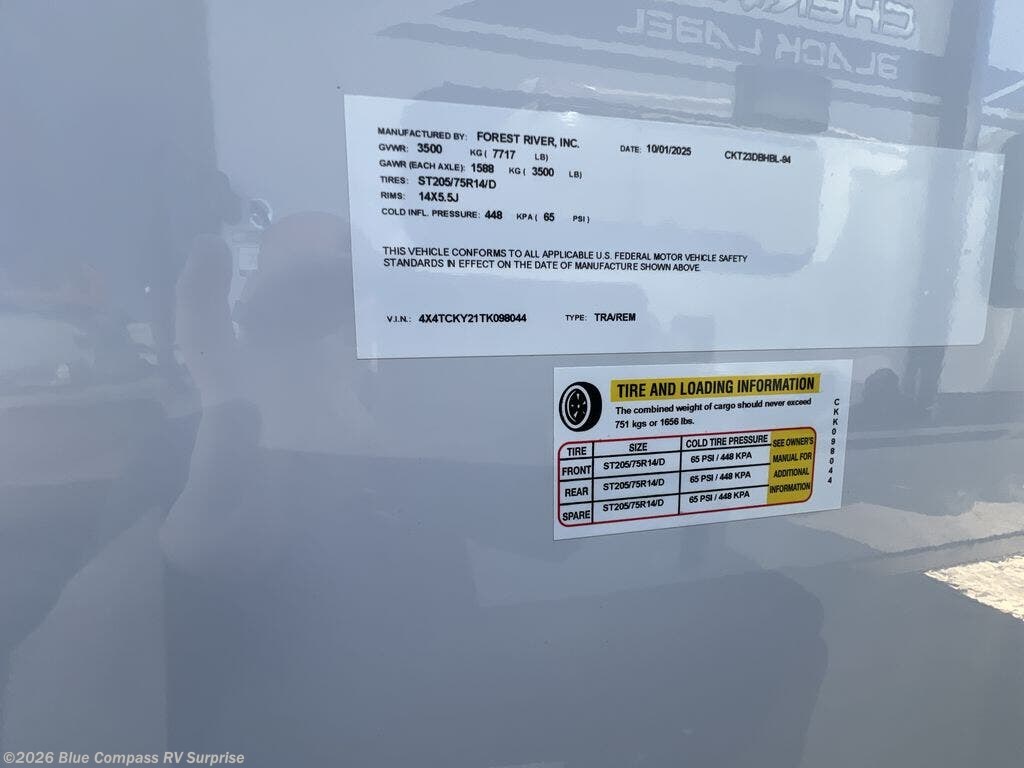 CHEROKEE
BLACK LABEL
MANUFACTURED BY: FOREST RIVER, INC. DATE: 10/01/2025 CKT23DBHBL-94
GVWR: 3500 KG ( 7717 LB)
GAWR (EACH AXLE): 1588 KG ( 3500 LB)
TIRES: ST205/75R14/D
RIMS: 14X5.5J
COLD INFL. PRESSURE: 448 KPA ( 65 PSI )
THIS VEHICLE CONFORMS TO ALL APPLICABLE U.S. FEDERAL MOTOR VEHICLE SAFETY
STANDARDS IN EFFECT ON THE DATE OF MANUFACTURE SHOWN ABOVE.
V.I.N.: 4X4TCKY21TK098044 TYPE: TRA/REM
TIRE AND LOADING INFORMATION
The combined weight of cargo should never exceed
751 kgs or 1656 lbs.
TIRE SIZE COLD TIRE PRESSURE
FRONT ST205/75R14/D 65 PSI / 448 KPA
REAR ST205/75R14/D 65 PSI / 448 KPA
SPARE ST205/75R14/D 65 PSI / 448 KPA
SEE OWNER'S
MANUAL FOR
ADDITIONAL
INFORMATION
CKK098044
©2026 Blue Compass RV Surprise